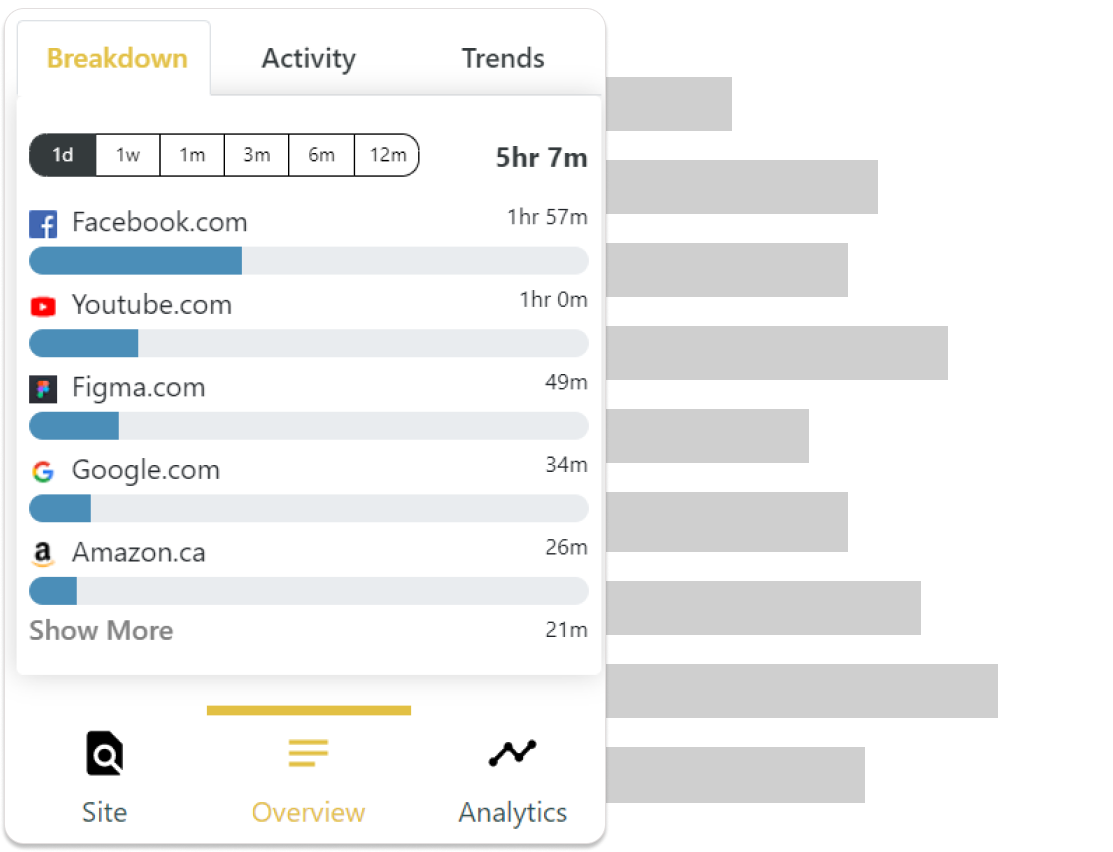 Breakdown Activity Trends
1d 1w 1m 3m 6m 12m 5hr 7m
Facebook.com 1hr 57m
Youtube.com 1hr 0m
Figma.com 49m
Google.com 34m
Amazon.ca 26m
Show More 21m
Site Overview Analytics